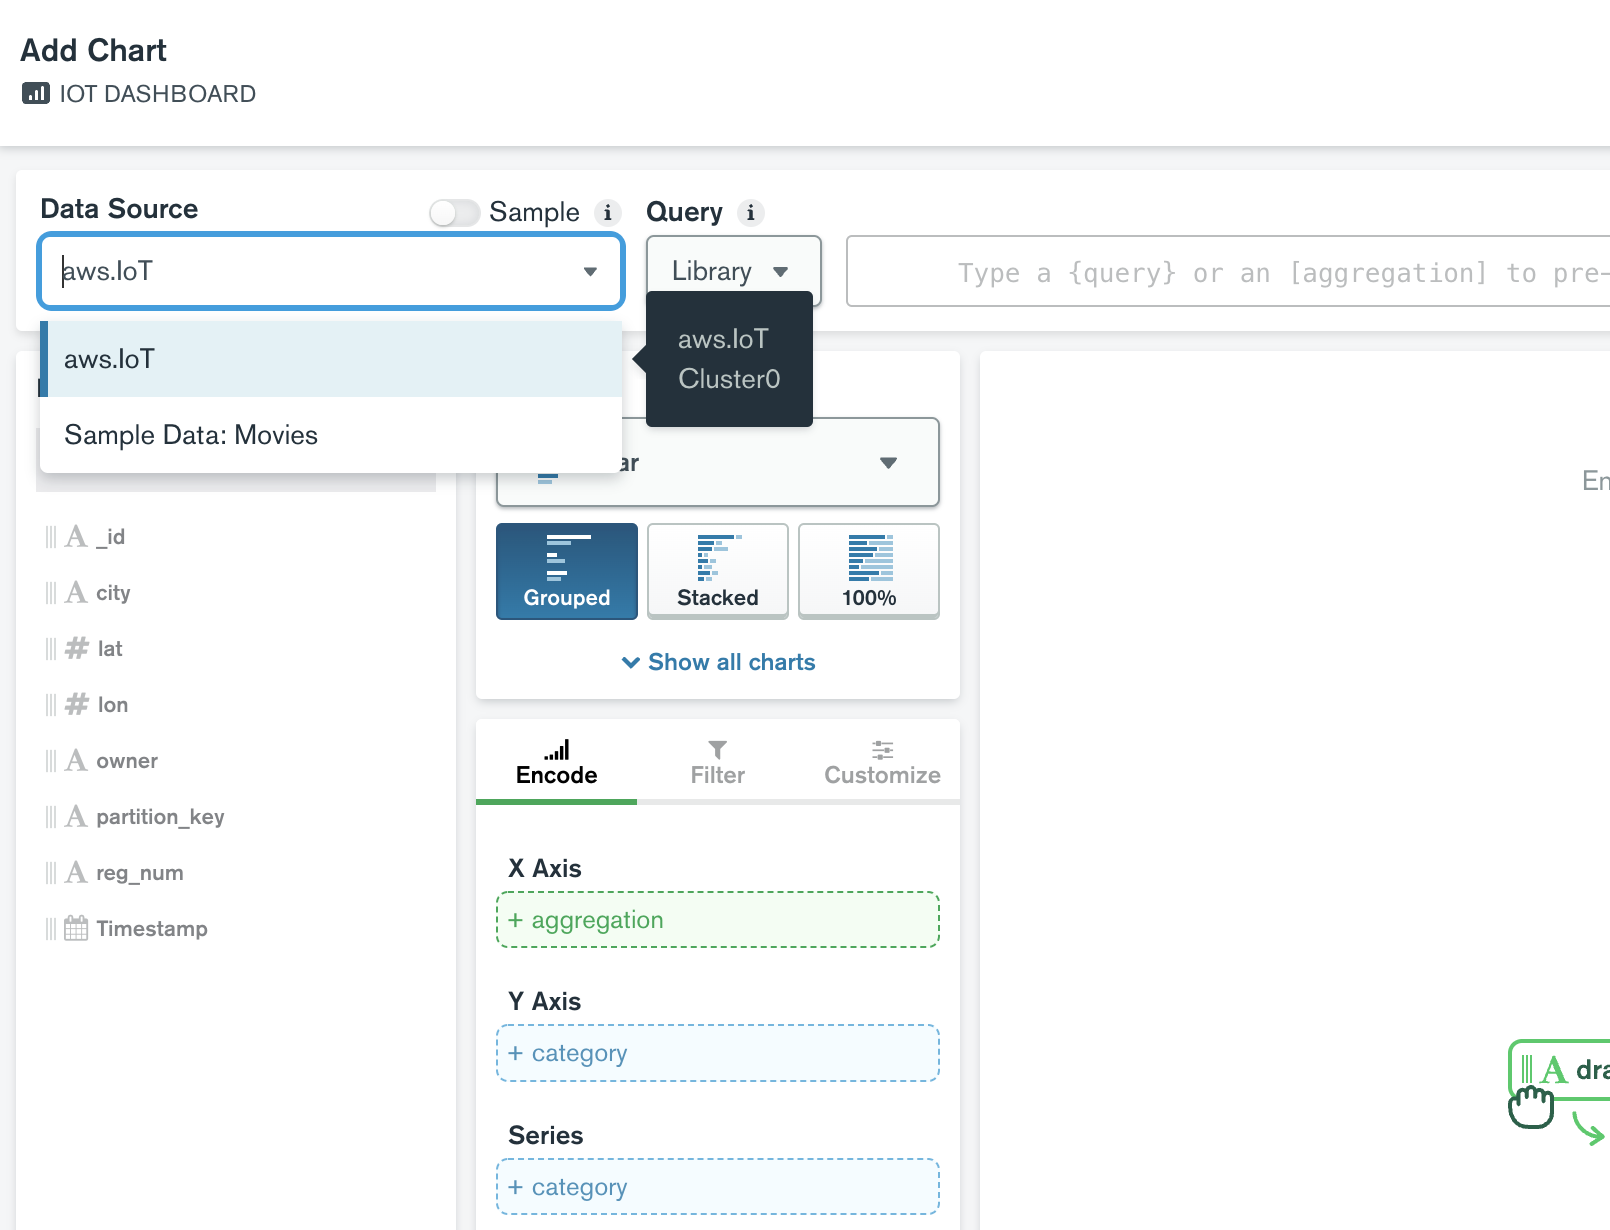 Add Chart
IOT DASHBOARD
Data Source
Sample
Query
aws.IoT
Library
Type a {query} or an [aggregation] to pre-
aws.IoT
Sample Data: Movies
aws.IoT
Cluster0
ar
En
_id
city
lat
lon
owner
partition_key
reg_num
Timestamp
Grouped
Stacked
100%
Show all charts
Encode
Filter
Customize
X Axis
+ aggregation
Y Axis
+ category
Series
+ category
dra